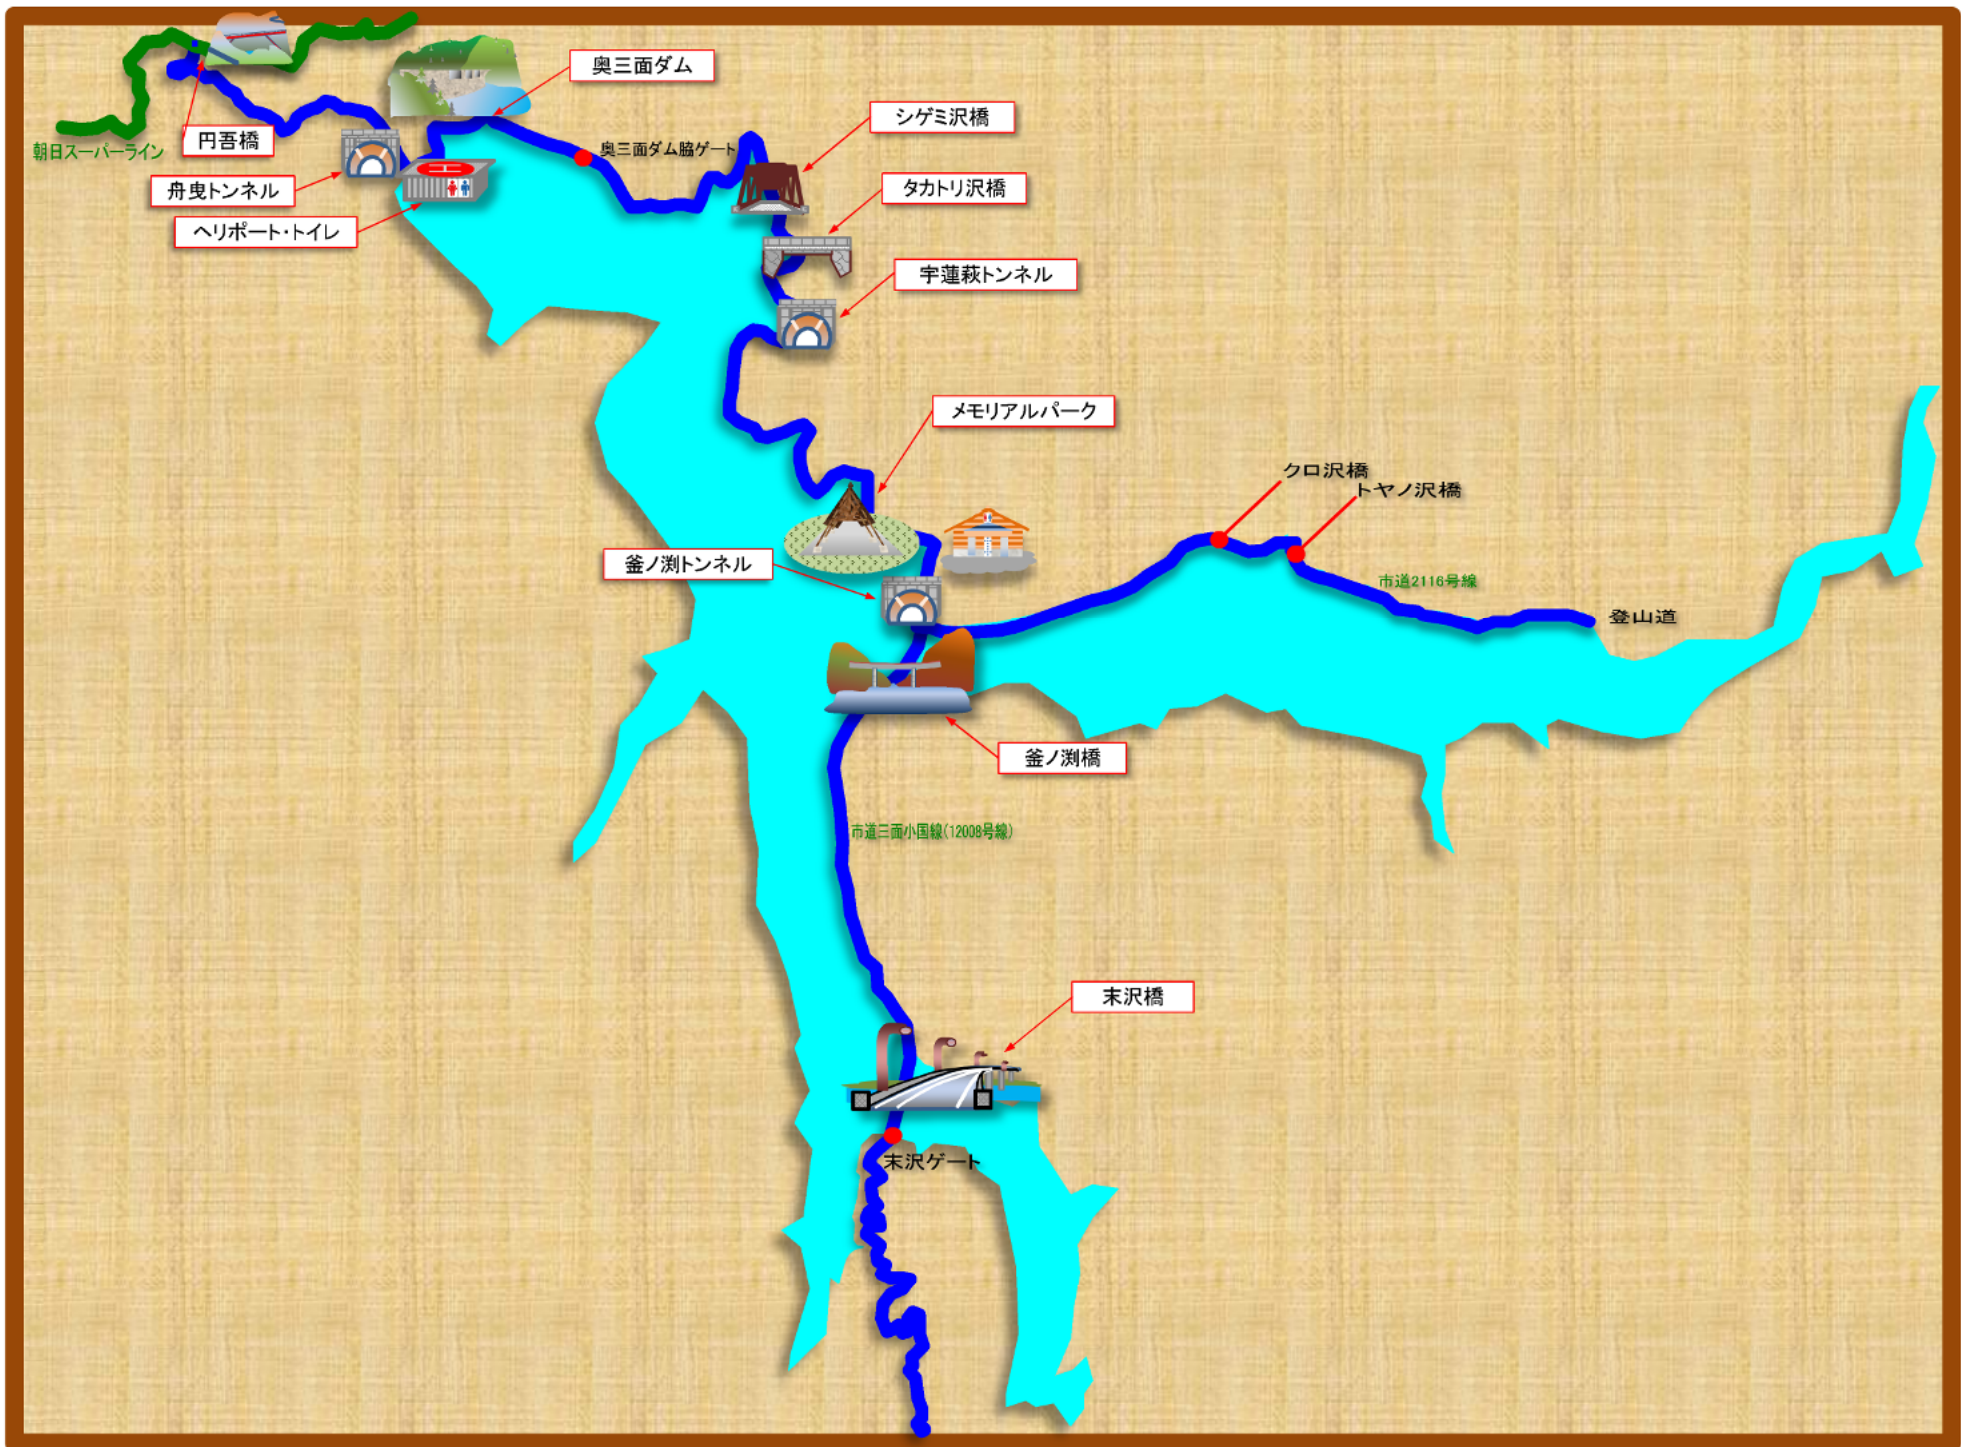 奥三面ダム
シゲミ沢橋
円吾橋
朝日スーパーライン
奥三面ダム脇ゲート
舟曳トンネル
タカトリ沢橋
ヘリポート・トイレ
宇蓮萩トンネル
メモリアルパーク
クロ沢橋
トヤノ沢橋
釜ノ渕トンネル
市道2116号線
登山道
釜ノ渕橋
市道三面小国線(12008号線)
末沢橋
末沢ゲート